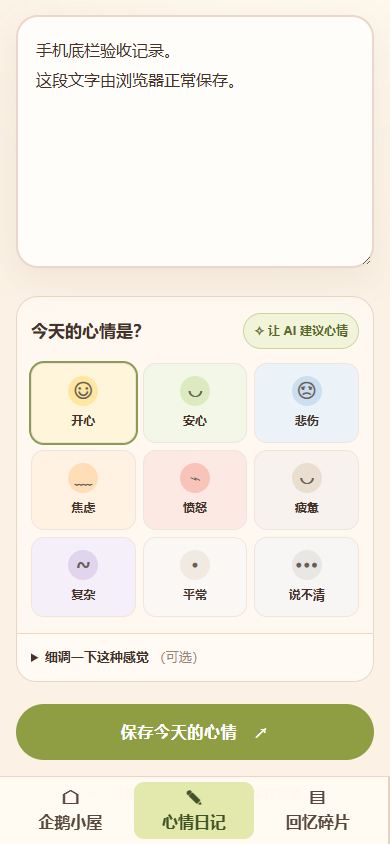 手机底栏验收记录。
这段文字由浏览器正常保存。
今天的心情是?
✧ 让 AI 建议心情
开心
安心
悲伤
焦虑
愤怒
疲惫
复杂
平常
说不清
▶ 细调一下这种感觉 (可选)
保存今天的心情 ↗
企鹅小屋
心情日记
回忆碎片